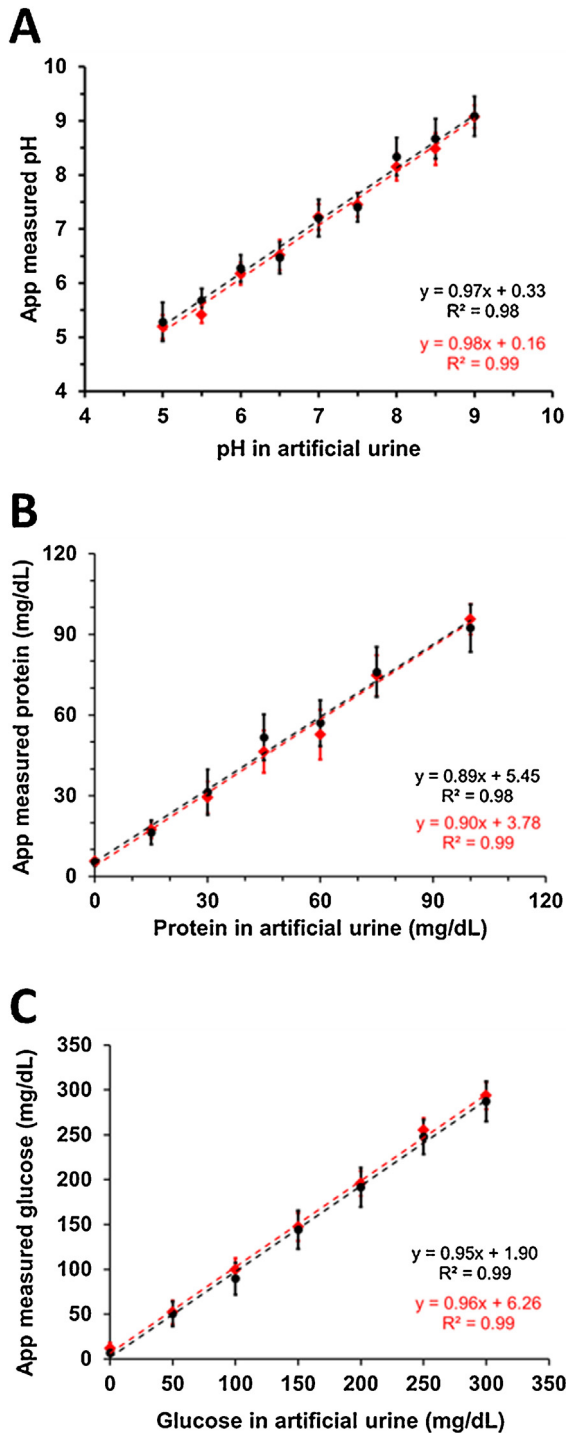 A
10
9
8
7
6
5
4
App measured pH
y = 0.97x + 0.33
R² = 0.98
y = 0.98x + 0.16
R² = 0.99
4 5 6 7 8 9 10
pH in artificial urine
B
120
90
60
30
0
App measured protein (mg/dL)
y = 0.89x + 5.45
R² = 0.98
y = 0.90x + 3.78
R² = 0.99
0 30 60 90 120
Protein in artificial urine (mg/dL)
C
350
300
250
200
150
100
50
0
App measured glucose (mg/dL)
y = 0.95x + 1.90
R² = 0.99
y = 0.96x + 6.26
R² = 0.99
0 50 100 150 200 250 300 350
Glucose in artificial urine (mg/dL)